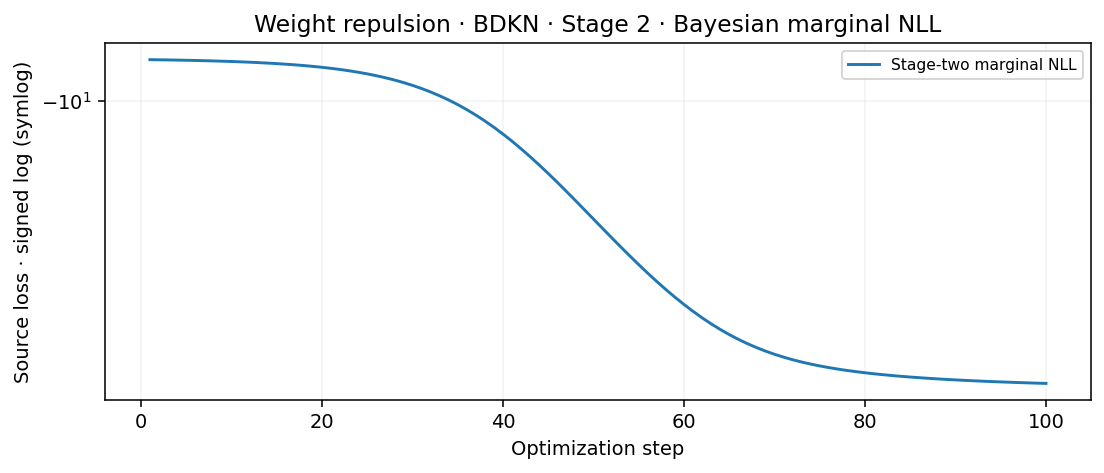 Weight repulsion · BDKN · Stage 2 · Bayesian marginal NLL
Stage-two marginal NLL
Source loss · signed log (symlog)
−10¹
0 20 40 60 80 100
Optimization step